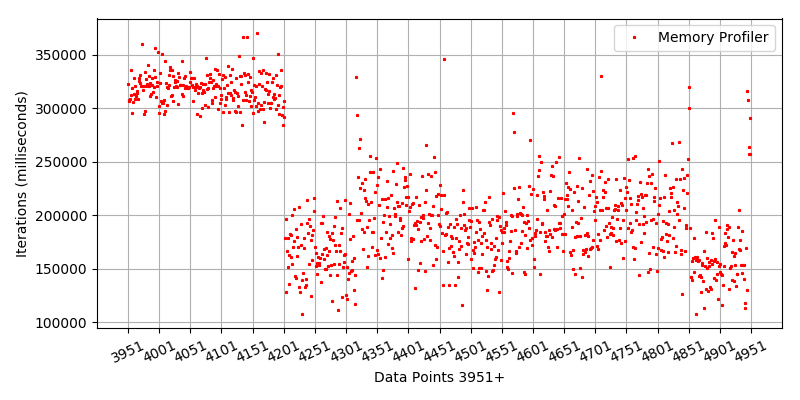 Memory Profiler
350000
300000
250000
200000
150000
100000
Iterations (milliseconds)
3951 4001 4051 4101 4151 4201 4251 4301 4351 4401 4451 4501 4551 4601 4651 4701 4751 4801 4851 4901 4951
Data Points 3951+